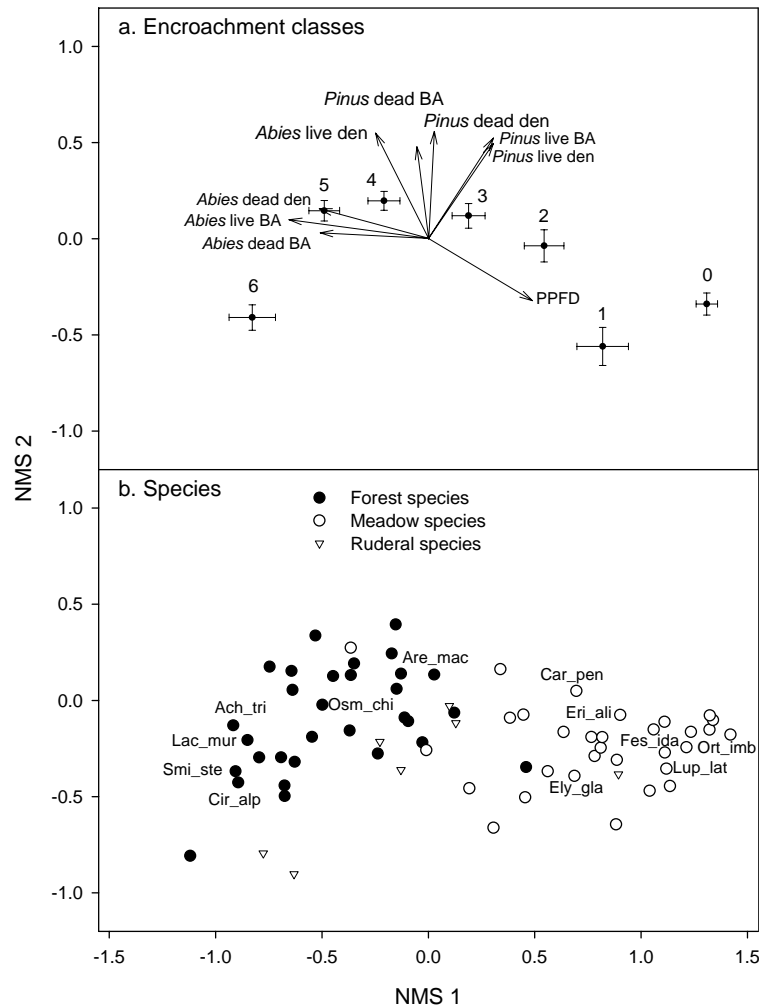 a. Encroachment classes
1.0
Pinus dead BA
Pinus dead den
Abies live den
Pinus live BA
0.5
Pinus live den
5
4
3
Abies dead den
2
Abies live BA
Abies dead BA
0.0
6
0
PPFD
1
-0.5
-1.0
NMS 2
b. Species
1.0
Forest species
Meadow species
Ruderal species
0.5
Are_mac
Car_pen
Ach_tri
Osm_chi
0.0
Eri_ali
Lac_mur
Fes_ida
Ort_imb
Smi_ste
Lup_lat
Cir_alp
Ely_gla
-0.5
-1.0
-1.5
-1.0
-0.5
0.0
0.5
1.0
1.5
NMS 1